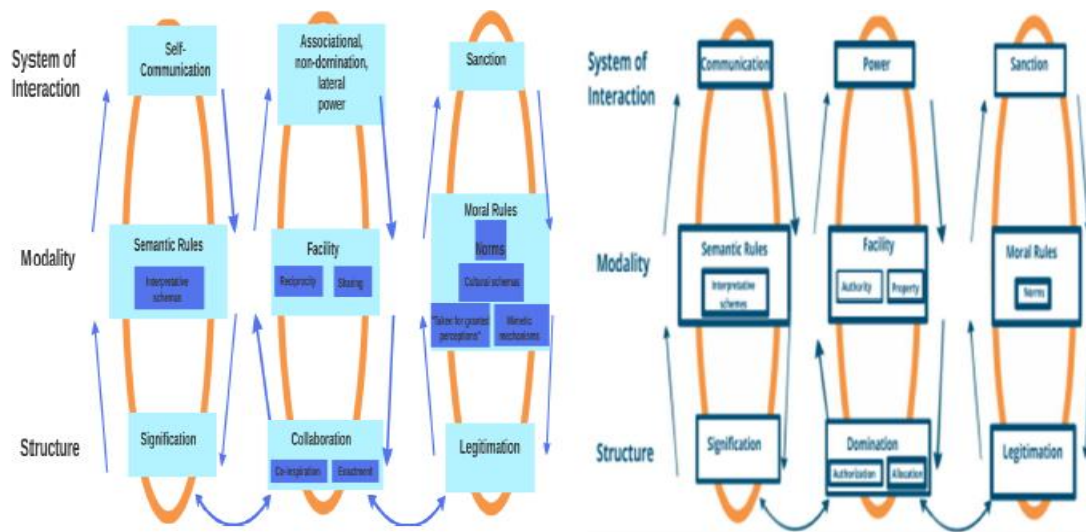 System of
Interaction
Self-
Communication
Associational,
non-domination,
lateral
power
Sanction
Modality
Semantic Rules
Interpretative
schemes
Facility
Reciprocity
Sharing
Moral Rules
Norms
Cultural schemes
"Taken for granted
perceptions"
Mimetic
mechanisms
Structure
Signification
Collaboration
Co-inspiration
Enactment
Legitimation
System of
Interaction
Communication
Power
Sanction
Modality
Semantic Rules
Interpretative
schemes
Facility
Authority
Property
Moral Rules
Norms
Structure
Signification
Domination
Authorization
Allocation
Legitimation